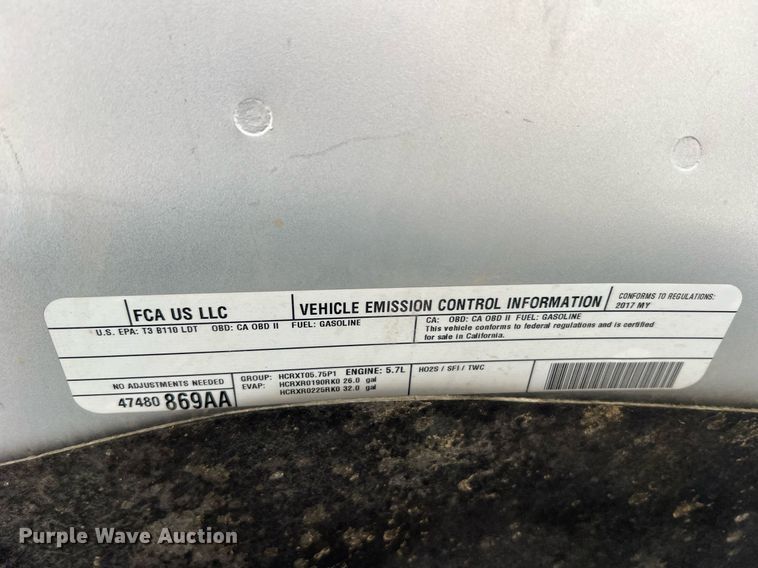 FCA US LLC
VEHICLE EMISSION CONTROL INFORMATION
CONFORMS TO REGULATIONS:
2017 MY
U.S. EPA: T3 B110 LDT OBD: CA OBD II FUEL: GASOLINE
CA: OBD: CA OBD II FUEL: GASOLINE
This vehicle conforms to federal regulations and is certified
for sale in California.
NO ADJUSTMENTS NEEDED
47480 869AA
GROUP: HCRXT05.75P1 ENGINE: 5.7L
EVAP: HCRXR0190RK0 26.0 gal
HCRXR0225RK0 32.0 gal
HO2S / SFI / TWC
Purple Wave Auction